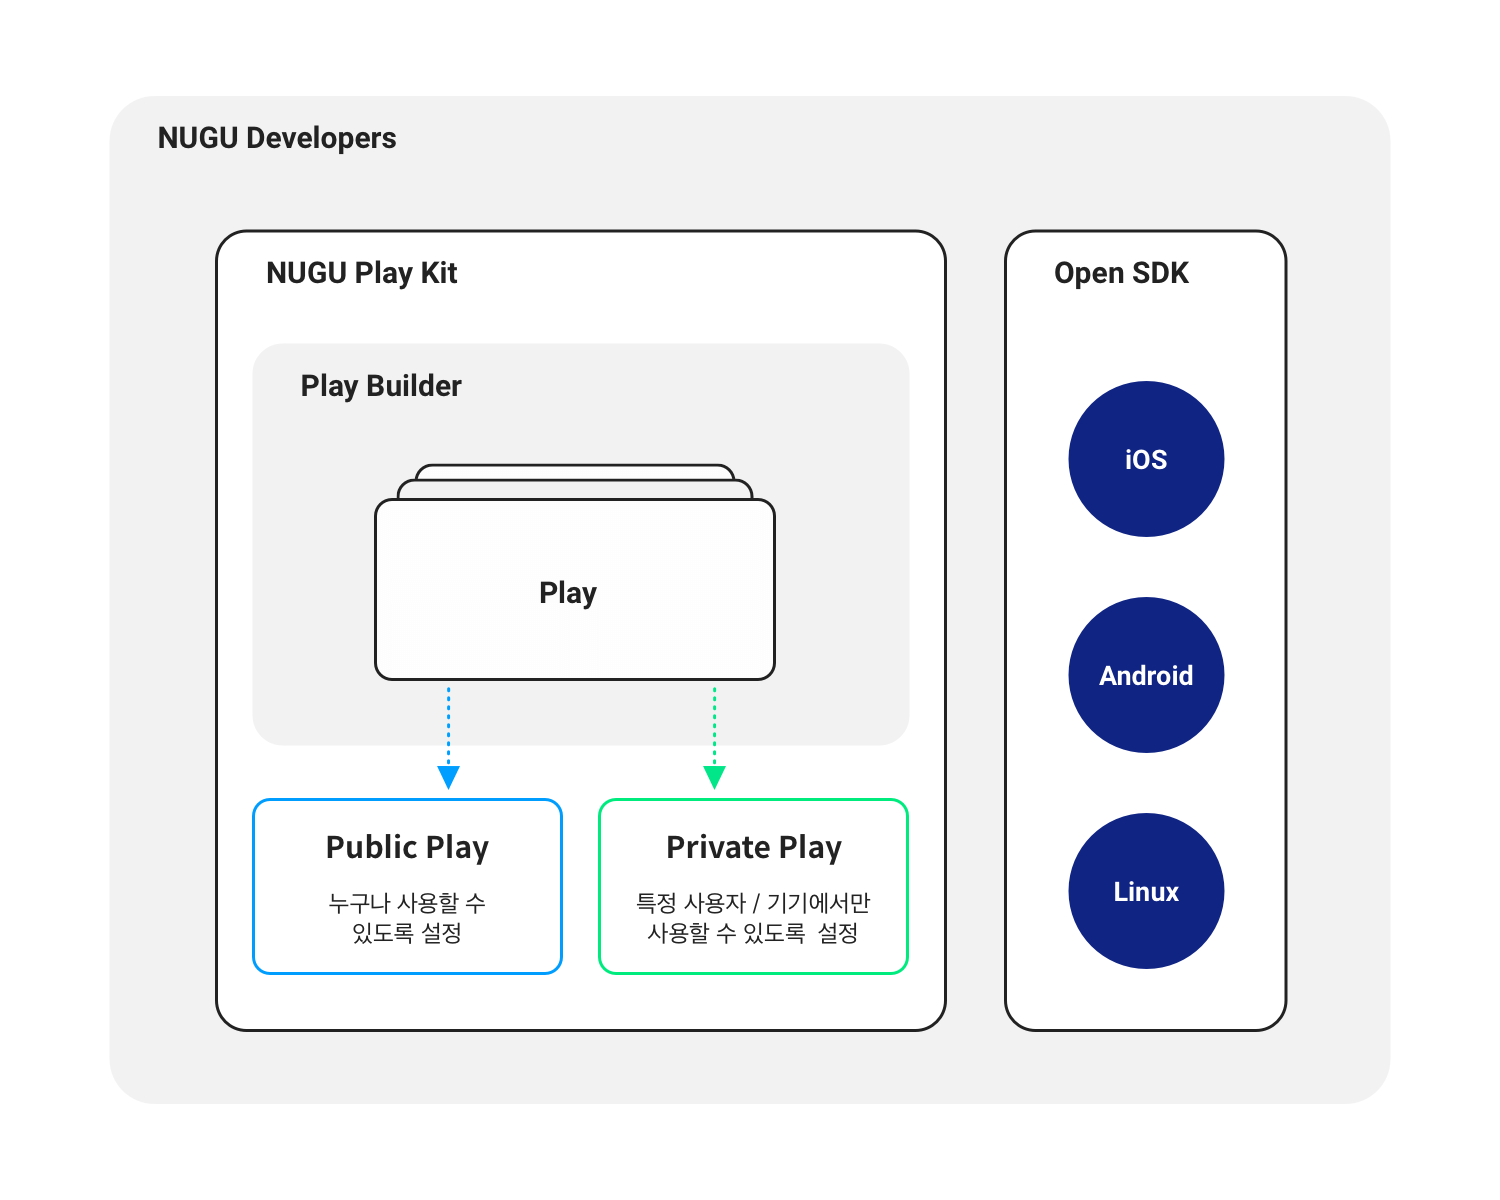 NUGU Developers
NUGU Play Kit
Play Builder
Play
Public Play
누구나 사용할 수
있도록 설정
Private Play
특정 사용자 / 기기에서만
사용할 수 있도록  설정
Open SDK
iOS
Android
Linux